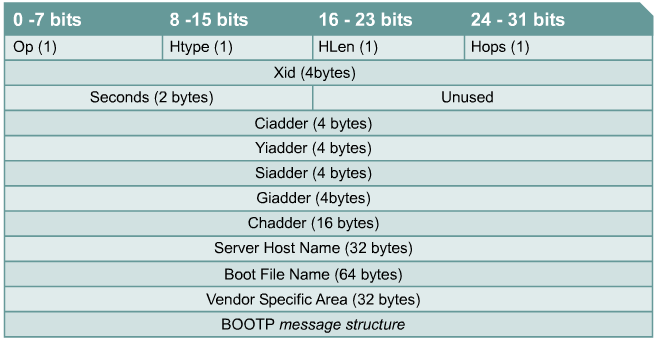 0 -7 bits 8 -15 bits 16 - 23 bits 24 - 31 bits
Op (1) Htype (1) HLen (1) Hops (1)
Xid (4bytes)
Seconds (2 bytes) Unused
Ciadder (4 bytes)
Yiadder (4 bytes)
Siadder (4 bytes)
Giadder (4bytes)
Chadder (16 bytes)
Server Host Name (32 bytes)
Boot File Name (64 bytes)
Vendor Specific Area (32 bytes)
BOOTP message structure